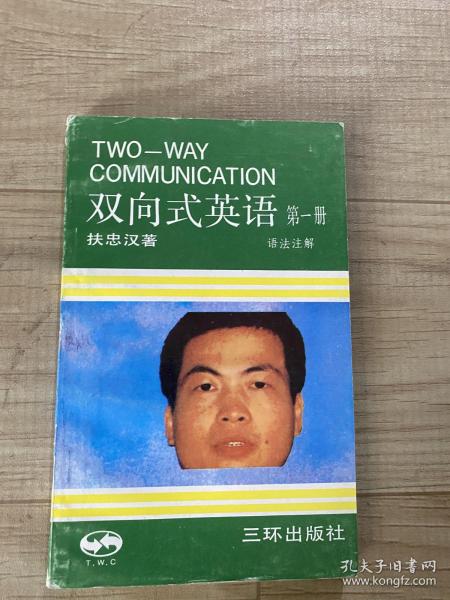 TWO—WAY
COMMUNICATION
双向式英语 第一册
扶忠汉著 语法注解
T.W.C
三环出版社
孔夫子旧书网
www.kongfz.com